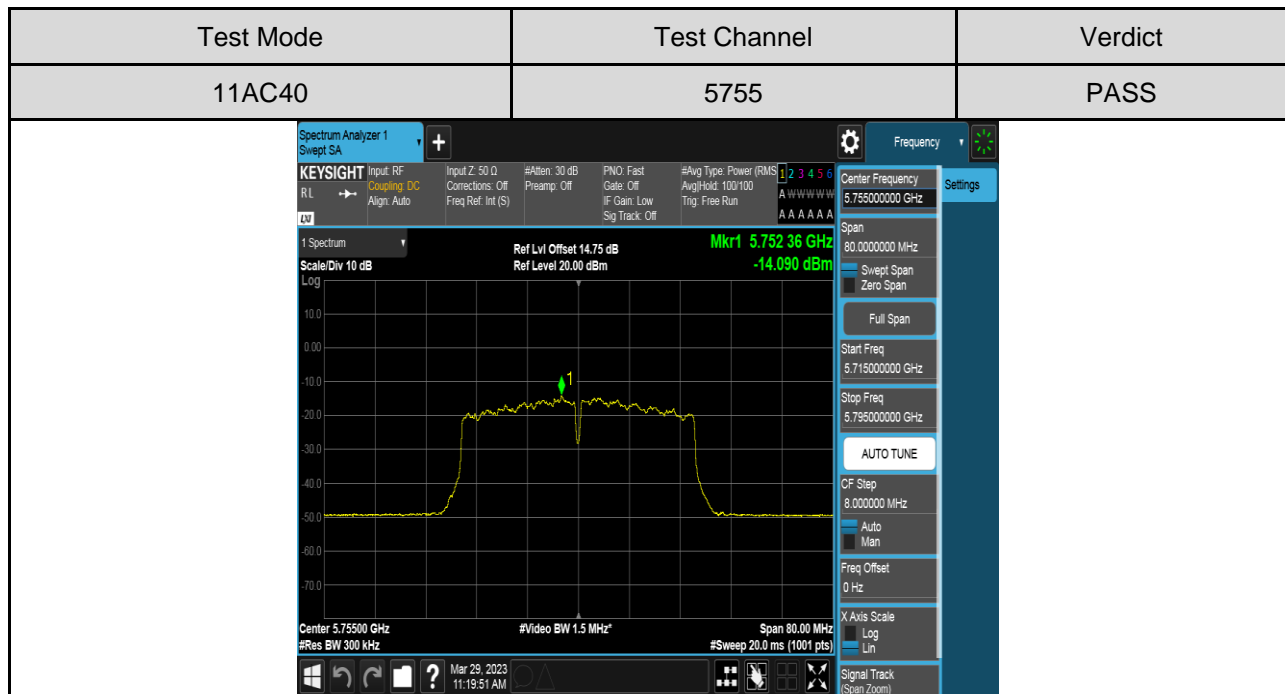 Test Mode Test Channel Verdict
11AC40 5755 PASS
Spectrum Analyzer 1
Swept SA
+
Frequency
KEYSIGHT
RL
LXI
Input: RF
Coupling: DC
Align: Auto
Input Z: 50 Ω
Corrections: Off
Freq Ref: Int (S)
#Atten: 30 dB
Preamp: Off
PNO: Fast
Gate: Off
IF Gain: Low
Sig Track: Off
#Avg Type: Power (RMS
Avg|Hold: 100/100
Trig: Free Run
1 2 3 4 5 6
A W W W W W
A A A A A A
1 Spectrum
Scale/Div 10 dB
Log
Ref Lvl Offset 14.75 dB
Ref Level 20.00 dBm
Mkr1 5.752 36 GHz
-14.090 dBm
10.0
0.00
-10.0
1
-20.0
-30.0
-40.0
-50.0
-60.0
-70.0
Center 5.75500 GHz
#Res BW 300 kHz
#Video BW 1.5 MHz*
Span 80.00 MHz
#Sweep 20.0 ms (1001 pts)
?
Mar 29, 2023
11:19:51 AM
Center Frequency
5.755000000 GHz
Settings
Span
80.0000000 MHz
Swept Span
Zero Span
Full Span
Start Freq
5.715000000 GHz
Stop Freq
5.795000000 GHz
AUTO TUNE
CF Step
8.000000 MHz
Auto
Man
Freq Offset
0 Hz
X Axis Scale
Log
Lin
Signal Track
(Span Zoom)